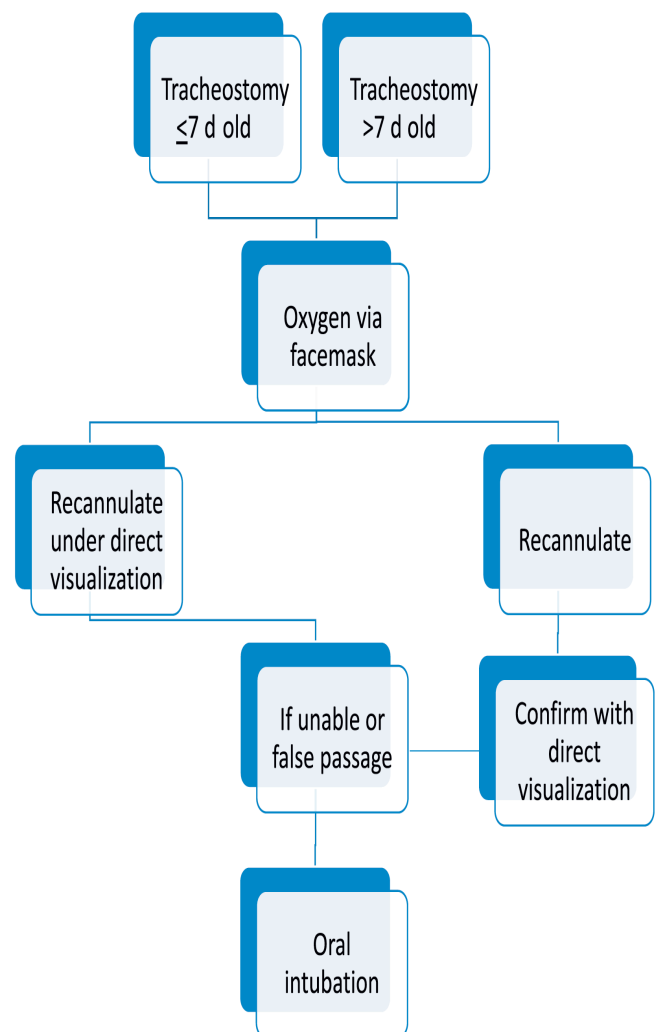 Tracheostomy
≤7 d old
Tracheostomy
>7 d old
Oxygen via
facemask
Recannulate
under direct
visualization
Recannulate
If unable or
false passage
Confirm with
direct
visualization
Oral
intubation